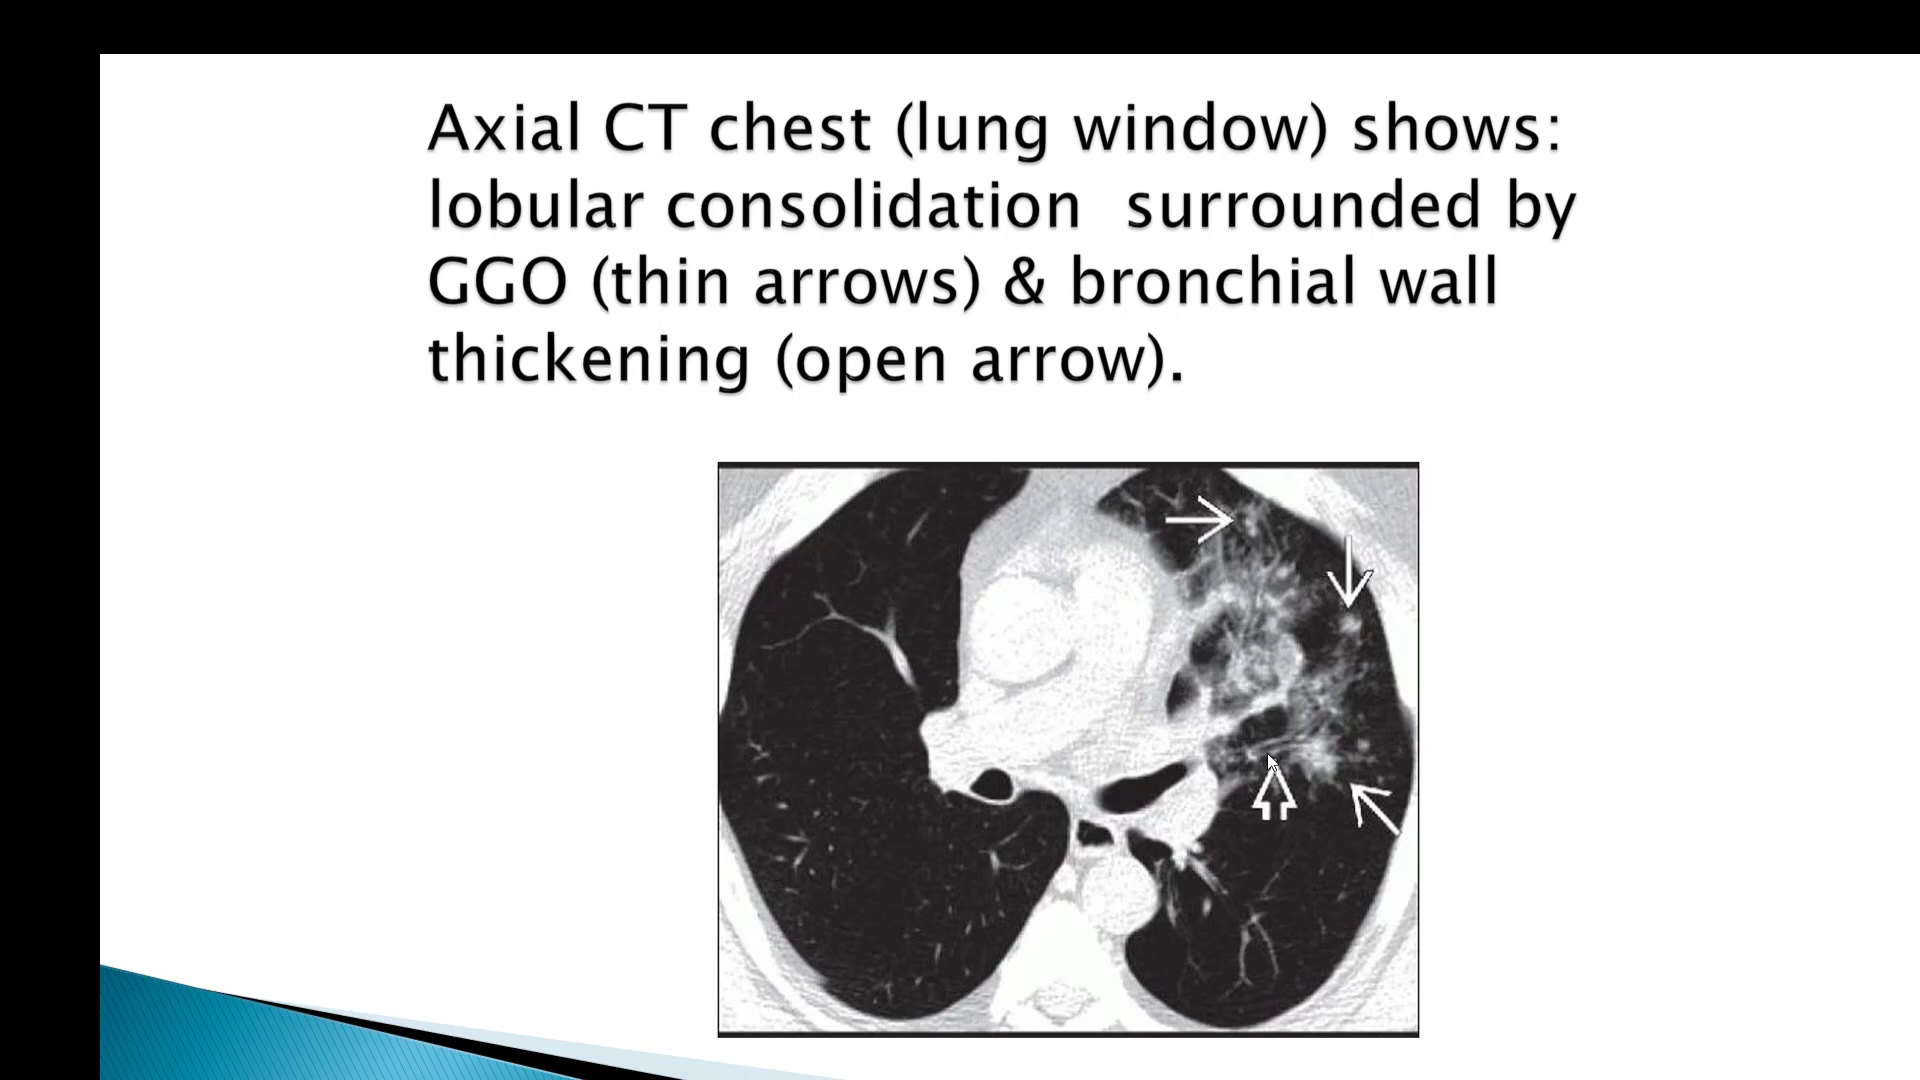 Axial CT chest (lung window) shows:
lobular consolidation  surrounded by
GGO (thin arrows) & bronchial wall
thickening (open arrow).